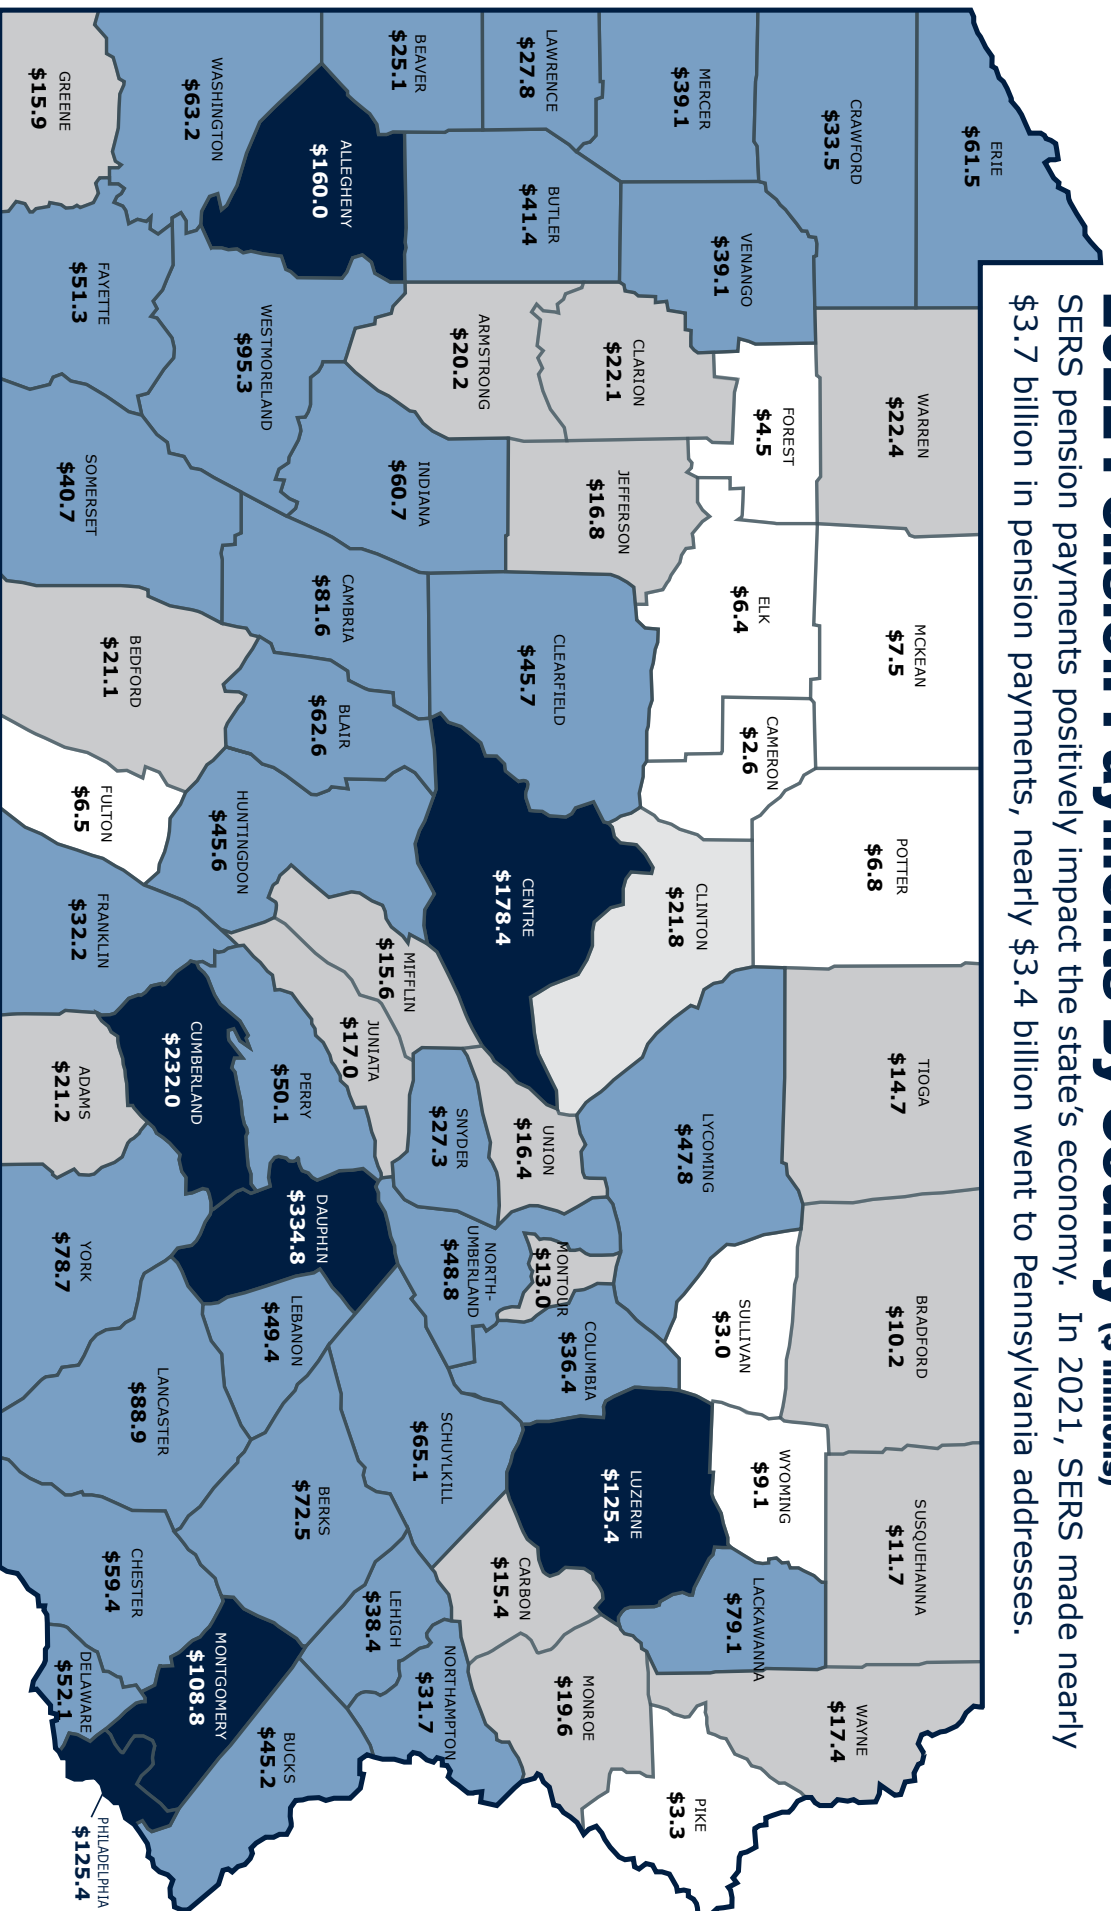 Pension Payments By County ($ millions)
SERS pension payments positively impact the state's economy. In 2021, SERS made nearly
$3.7 billion in pension payments, nearly $3.4 billion went to Pennsylvania addresses.
ERIE
$61.5
CRAWFORD
$33.5
WARREN
$22.4
MCKEAN
$7.5
POTTER
$6.8
TIOGA
$14.7
BRADFORD
$10.2
SUSQUEHANNA
$11.7
WAYNE
$17.4
MERCER
$39.1
VENANGO
$39.1
FOREST
$4.5
ELK
$6.4
CAMERON
$2.6
CLINTON
$21.8
LYCOMING
$47.8
SULLIVAN
$3.0
WYOMING
$9.1
LACKAWANNA
$79.1
PIKE
$3.3
LAWRENCE
$27.8
BUTLER
$41.4
CLARION
$22.1
JEFFERSON
$16.8
CLEARFIELD
$45.7
CENTRE
$178.4
UNION
$16.4
MONTOUR
$13.0
COLUMBIA
$36.4
LUZERNE
$125.4
MONROE
$19.6
BEAVER
$25.1
ARMSTRONG
$20.2
INDIANA
$60.7
MIFFLIN
$15.6
SNYDER
$27.3
NORTH-
UMBERLAND
$48.8
SCHUYLKILL
$65.1
CARBON
$15.4
NORTHAMPTON
$31.7
ALLEGHENY
$160.0
CAMBRIA
$81.6
BLAIR
$62.6
JUNIATA
$17.0
LEHIGH
$38.4
WASHINGTON
$63.2
WESTMORELAND
$95.3
HUNTINGDON
$45.6
PERRY
$50.1
DAUPHIN
$334.8
LEBANON
$49.4
BERKS
$72.5
BUCKS
$45.2
CUMBERLAND
$232.0
LANCASTER
$88.9
MONTGOMERY
$108.8
GREENE
$15.9
FAYETTE
$51.3
SOMERSET
$40.7
BEDFORD
$21.1
FULTON
$6.5
FRANKLIN
$32.2
ADAMS
$21.2
YORK
$78.7
CHESTER
$59.4
DELAWARE
$52.1
PHILADELPHIA
$125.4